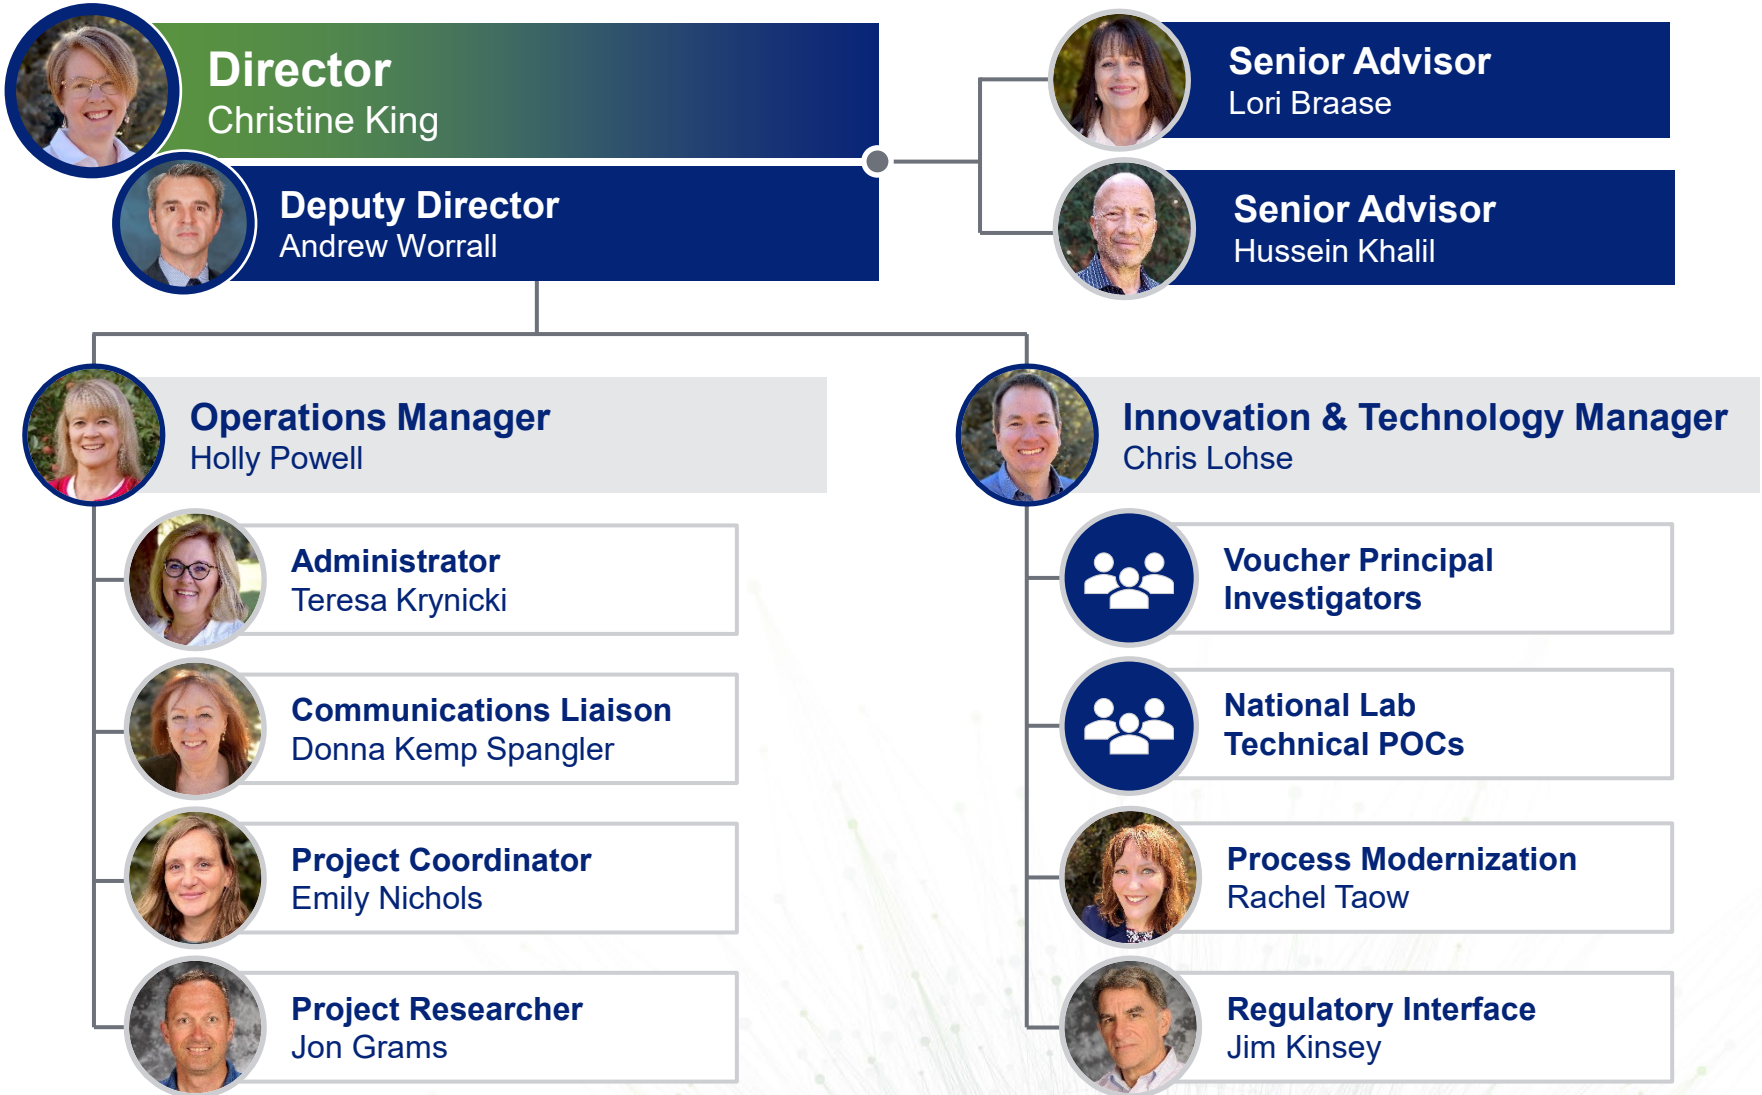 Director
Christine King
Deputy Director
Andrew Worrall
Senior Advisor
Lori Braase
Senior Advisor
Hussein Khalil
Operations Manager
Holly Powell
Administrator
Teresa Krynicki
Communications Liaison
Donna Kemp Spangler
Project Coordinator
Emily Nichols
Project Researcher
Jon Grams
Innovation & Technology Manager
Chris Lohse
Voucher Principal
Investigators
National Lab
Technical POCs
Process Modernization
Rachel Taow
Regulatory Interface
Jim Kinsey